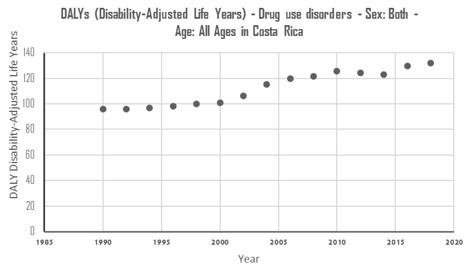 DALYs (Disability-Adjusted Life Years) - Drug use disorders - Sex: Both -
Age: All Ages in Costa Rica
DALY Disability-Adjusted Life Years
140
120
100
80
60
40
20
0
1985 1990 1995 2000 2005 2010 2015 2020
Year